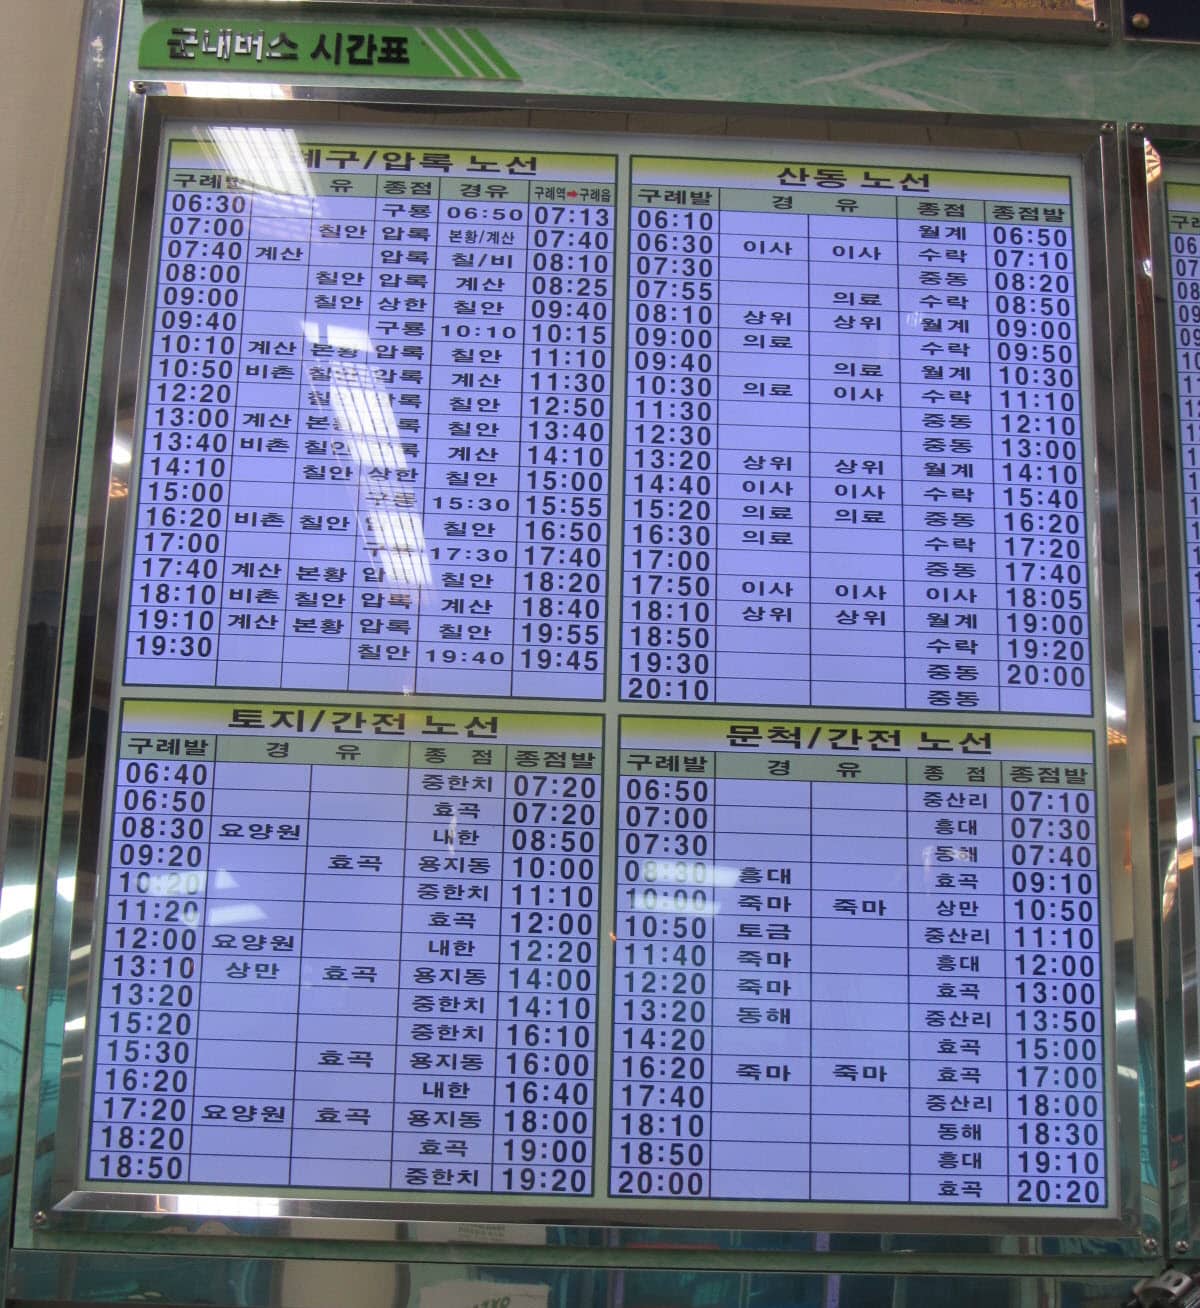 군내버스 시간표
구/압록 노선
구례발 유 종점 경유 구례역➡구례읍
06:30 구룡 06:50 07:13
07:00 칠안 압록 본황/계산 07:40
07:40 계산 압록 칠/비 08:10
08:00 칠안 압록 계산 08:25
09:00 칠안 상한 칠안 09:40
09:40 구룡 10:10 10:15
10:10 계산 본황 압록 칠안 11:10
10:50 비촌 칠안 압록 계산 11:30
12:20 칠안 압록 칠안 12:50
13:00 계산 본황 압록 칠안 13:40
13:40 비촌 칠안 압록 계산 14:10
14:10 칠안 상한 칠안 15:00
15:00 구룡 15:30 15:55
16:20 비촌 칠안 칠안 16:50
17:00 17:30 17:40
17:40 계산 본황 압록 칠안 18:20
18:10 비촌 칠안 압록 계산 18:40
19:10 계산 본황 압록 칠안 19:55
19:30 칠안 19:40 19:45
산동 노선
구례발 경 유 종점 종점발
06:10 월계 06:50
06:30 이사 이사 수락 07:10
07:30 중동 08:20
07:55 의료 수락 08:50
08:10 상위 상위 월계 09:00
09:00 의료 수락 09:50
09:40 의료 월계 10:30
10:30 의료 이사 수락 11:10
11:30 중동 12:10
12:30 중동 13:00
13:20 상위 상위 월계 14:10
14:40 이사 이사 수락 15:40
15:20 의료 의료 중동 16:20
16:30 의료 수락 17:20
17:00 중동 17:40
17:50 이사 이사 이사 18:05
18:10 상위 상위 월계 19:00
18:50 수락 19:20
19:30 중동 20:00
20:10 중동
토지/간전 노선
구례발 경 유 종 점 종점발
06:40 중한치 07:20
06:50 효곡 07:20
08:30 요양원 내한 08:50
09:20 효곡 용지동 10:00
10:20 중한치 11:10
11:20 효곡 12:00
12:00 요양원 내한 12:20
13:10 상만 효곡 용지동 14:00
13:20 중한치 14:10
15:20 중한치 16:10
15:30 효곡 용지동 16:00
16:20 내한 16:40
17:20 요양원 효곡 용지동 18:00
18:20 효곡 19:00
18:50 중한치 19:20
문척/간전 노선
구례발 경 유 종 점 종점발
06:50 중산리 07:10
07:00 흥대 07:30
07:30 동해 07:40
08:30 흥대 효곡 09:10
10:00 죽마 죽마 상만 10:50
10:50 토금 중산리 11:10
11:40 죽마 흥대 12:00
12:20 죽마 효곡 13:00
13:20 동해 중산리 13:50
14:20 효곡 15:00
16:20 죽마 죽마 효곡 17:00
17:40 중산리 18:00
18:10 동해 18:30
18:50 흥대 19:10
20:00 효곡 20:20